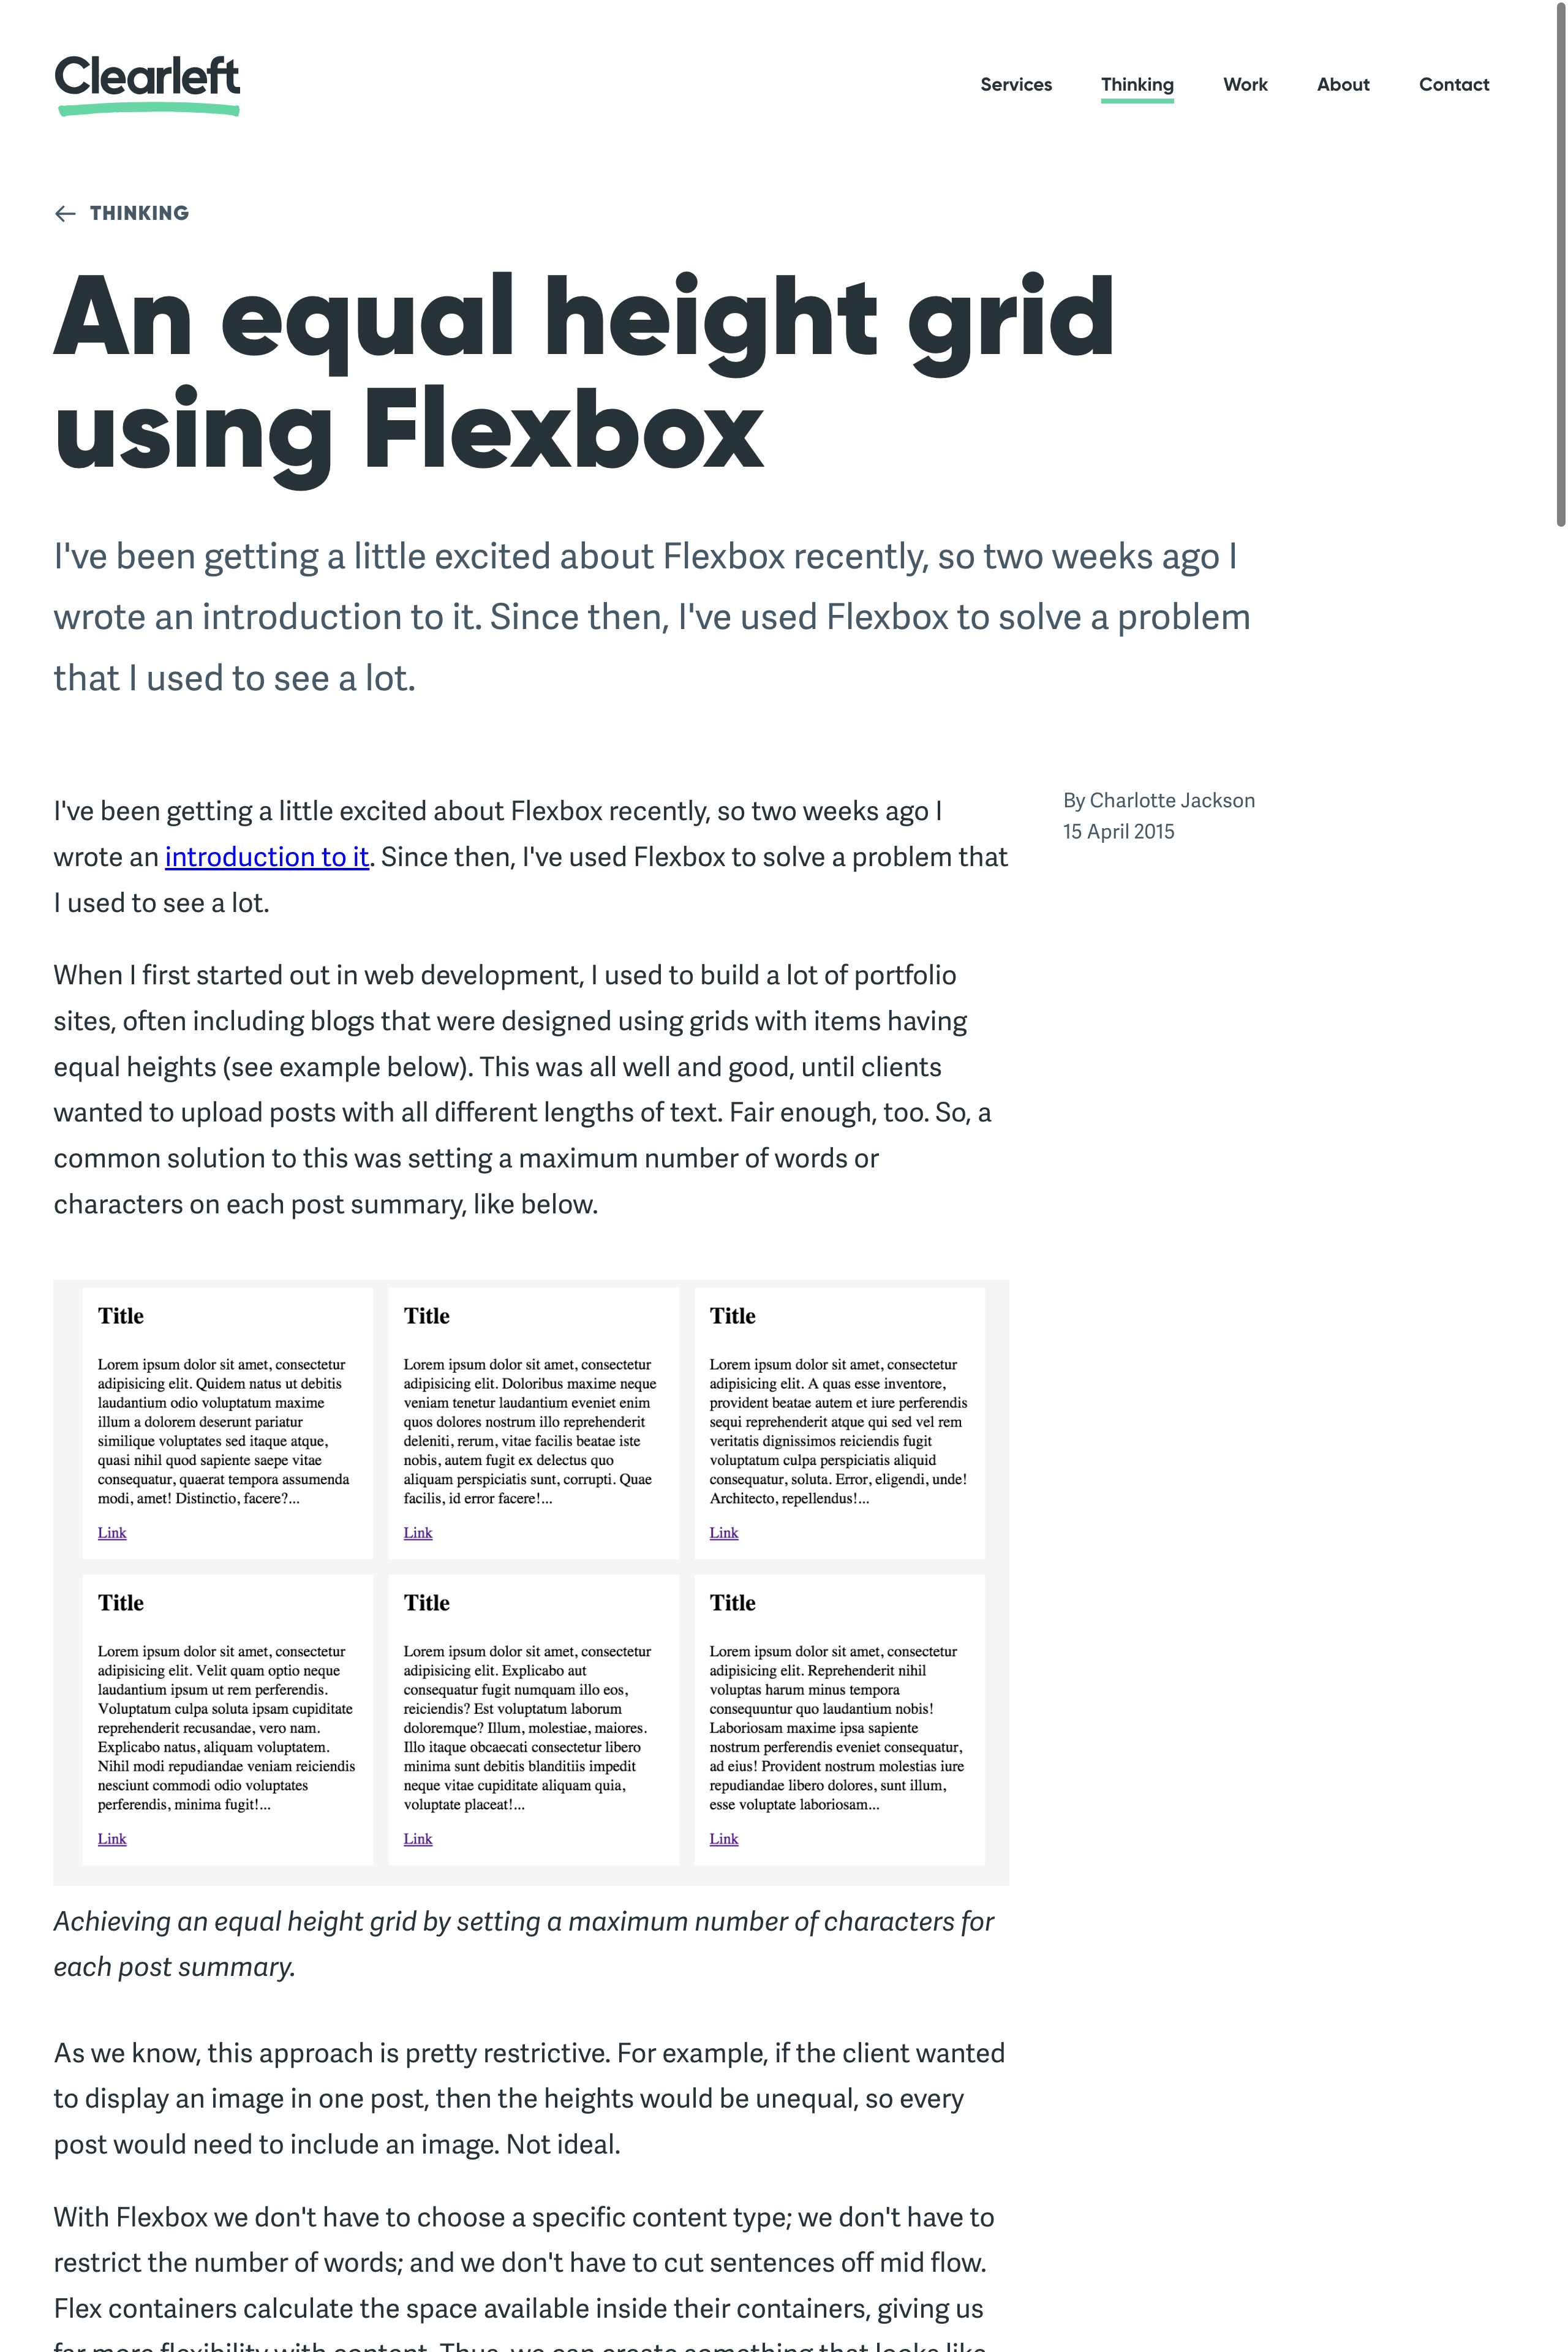 Clearleft
Services Thinking Work About Contact
← THINKING
An equal height grid
using Flexbox
I've been getting a little excited about Flexbox recently, so two weeks ago I
wrote an introduction to it. Since then, I've used Flexbox to solve a problem
that I used to see a lot.
By Charlotte Jackson
15 April 2015
I've been getting a little excited about Flexbox recently, so two weeks ago I
wrote an introduction to it. Since then, I've used Flexbox to solve a problem that
I used to see a lot.
When I first started out in web development, I used to build a lot of portfolio
sites, often including blogs that were designed using grids with items having
equal heights (see example below). This was all well and good, until clients
wanted to upload posts with all different lengths of text. Fair enough, too. So, a
common solution to this was setting a maximum number of words or
characters on each post summary, like below.
Title
Lorem ipsum dolor sit amet, consectetur
adipisicing elit. Quidem natus ut debitis
laudantium odio voluptatum maxime
illum a dolorem deserunt pariatur
similique voluptates sed itaque atque,
quasi nihil quod sapiente saepe vitae
consequatur, quaerat tempora assumenda
modi, amet! Distinctio, facere?...
Link
Title
Lorem ipsum dolor sit amet, consectetur
adipisicing elit. Doloribus maxime neque
veniam tenetur laudantium eveniet enim
quos dolores nostrum illo reprehenderit
deleniti, rerum, vitae facilis beatae iste
nobis, autem fugit ex delectus quo
aliquam perspiciatis sunt, corrupti. Quae
facilis, id error facere!...
Link
Title
Lorem ipsum dolor sit amet, consectetur
adipisicing elit. A quas esse inventore,
provident beatae autem et iure perferendis
sequi reprehenderit atque qui sed vel rem
veritatis dignissimos reiciendis fugit
voluptatum culpa perspiciatis aliquid
consequatur, soluta. Error, eligendi, unde!
Architecto, repellendus!...
Link
Title
Lorem ipsum dolor sit amet, consectetur
adipisicing elit. Velit quam optio neque
laudantium ipsum ut rem perferendis.
Voluptatum culpa soluta ipsam cupiditate
reprehenderit recusandae, vero nam.
Explicabo natus, aliquam voluptatem.
Nihil modi repudiandae veniam reiciendis
nesciunt commodi odio voluptates
perferendis, minima fugit!...
Link
Title
Lorem ipsum dolor sit amet, consectetur
adipisicing elit. Explicabo aut
consequatur fugit numquam illo eos,
reiciendis? Est voluptatum laborum
doloremque? Illum, molestiae, maiores.
Illo itaque obcaecati consectetur libero
minima sunt debitis blanditiis impedit
neque vitae cupiditate aliquam quia,
voluptate placeat!...
Link
Title
Lorem ipsum dolor sit amet, consectetur
adipisicing elit. Reprehenderit nihil
voluptas harum minus tempora
consequuntur quo laudantium nobis!
Laboriosam maxime ipsa sapiente
nostrum perferendis eveniet consequatur,
ad eius! Provident nostrum molestias iure
repudiandae libero dolores, sunt illum,
esse voluptate laboriosam...
Link
Achieving an equal height grid by setting a maximum number of characters for
each post summary.
As we know, this approach is pretty restrictive. For example, if the client wanted
to display an image in one post, then the heights would be unequal, so every
post would need to include an image. Not ideal.
With Flexbox we don't have to choose a specific content type; we don't have to
restrict the number of words; and we don't have to cut sentences off mid flow.
Flex containers calculate the space available inside their containers, giving us
far more flexibility with content. Thus, we can create something that looks like